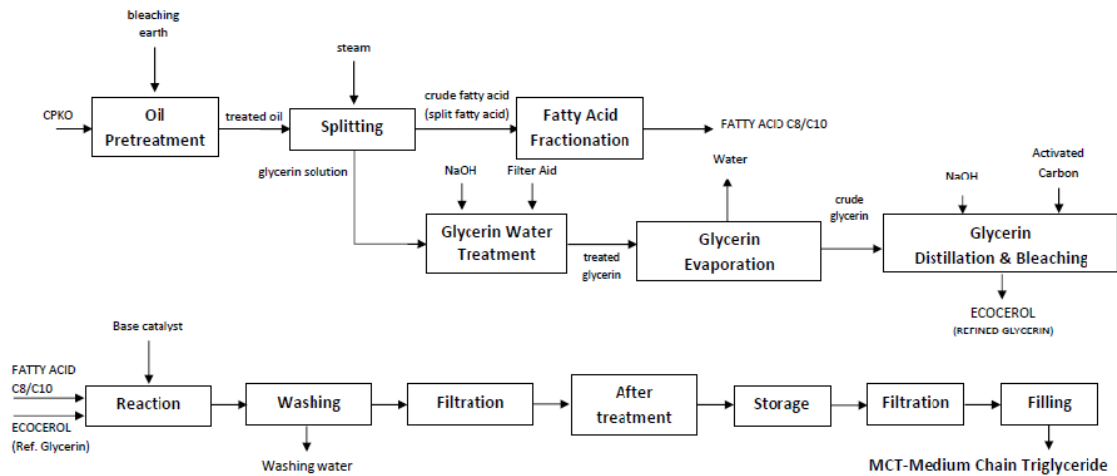 bleaching
earth
steam
CPKO
Oil
Pretreatment
treated oil
Splitting
crude fatty acid
(split fatty acid)
Fatty Acid
Fractionation
FATTY ACID C8/C10
glycerin solution
NaOH
Filter Aid
Glycerin Water
Treatment
treated
glycerin
Water
Glycerin
Evaporation
crude
glycerin
NaOH
Activated
Carbon
Glycerin
Distillation & Bleaching
ECOCEROL
(REFINED GLYCERIN)
Base catalyst
FATTY ACID
C8/C10
ECOCEROL
(Ref. Glycerin)
Reaction
Washing
Washing water
Filtration
After
treatment
Storage
Filtration
Filling
MCT-Medium Chain Triglyceride